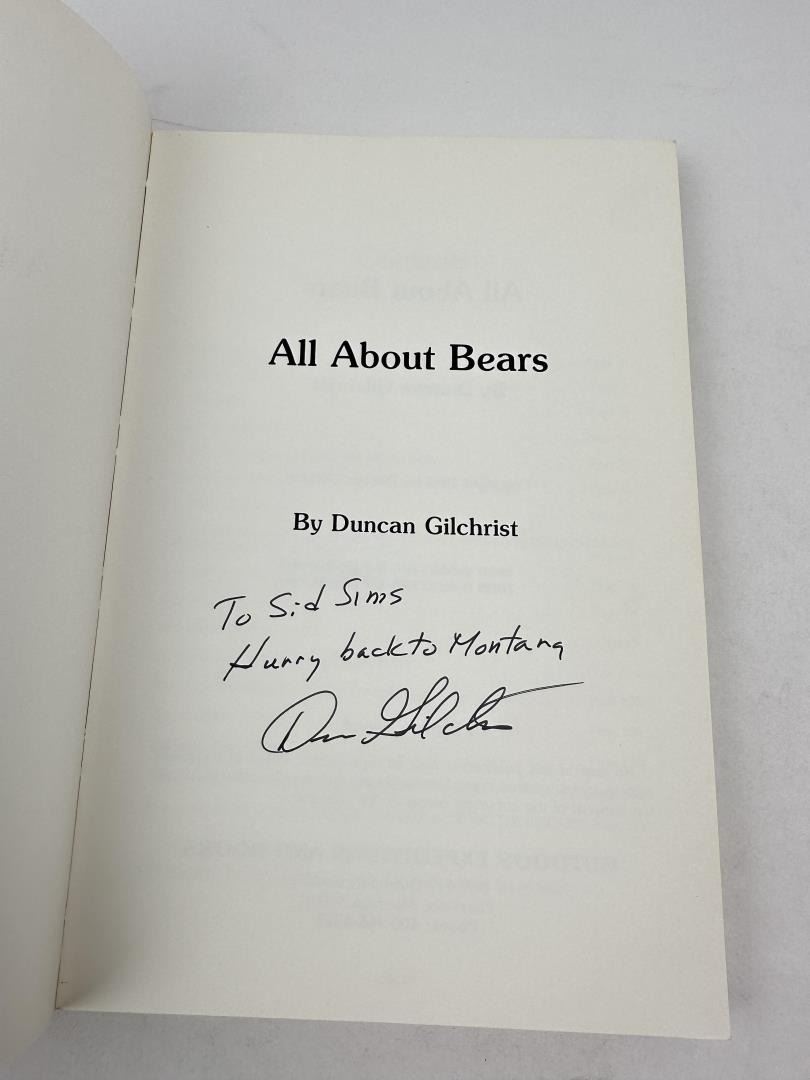 All About Bears
By Duncan Gilchrist
To Sid Sims
Hurry back to Montana